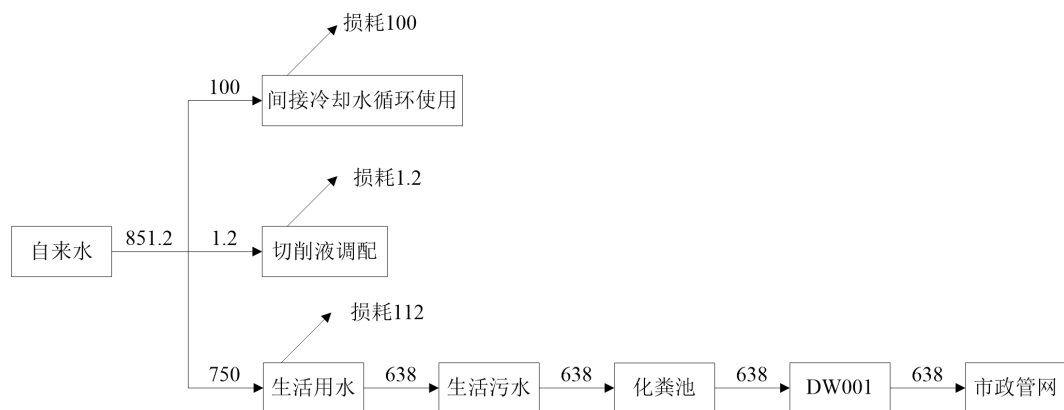 损耗100
100
间接冷却水循环使用
损耗1.2
自来水
851.2
1.2
切削液调配
损耗112
750
生活用水
638
生活污水
638
化粪池
638
DW001
638
市政管网